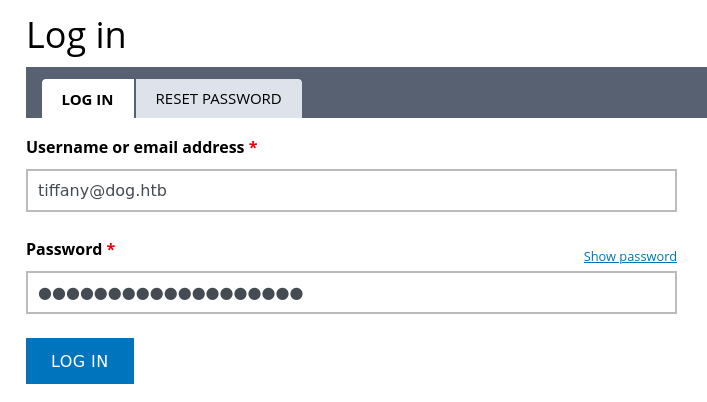 Log in
LOG IN RESET PASSWORD
Username or email address *
tiffany@dog.htb
Password *
Show password
●●●●●●●●●●●●●●●●●●●
LOG IN